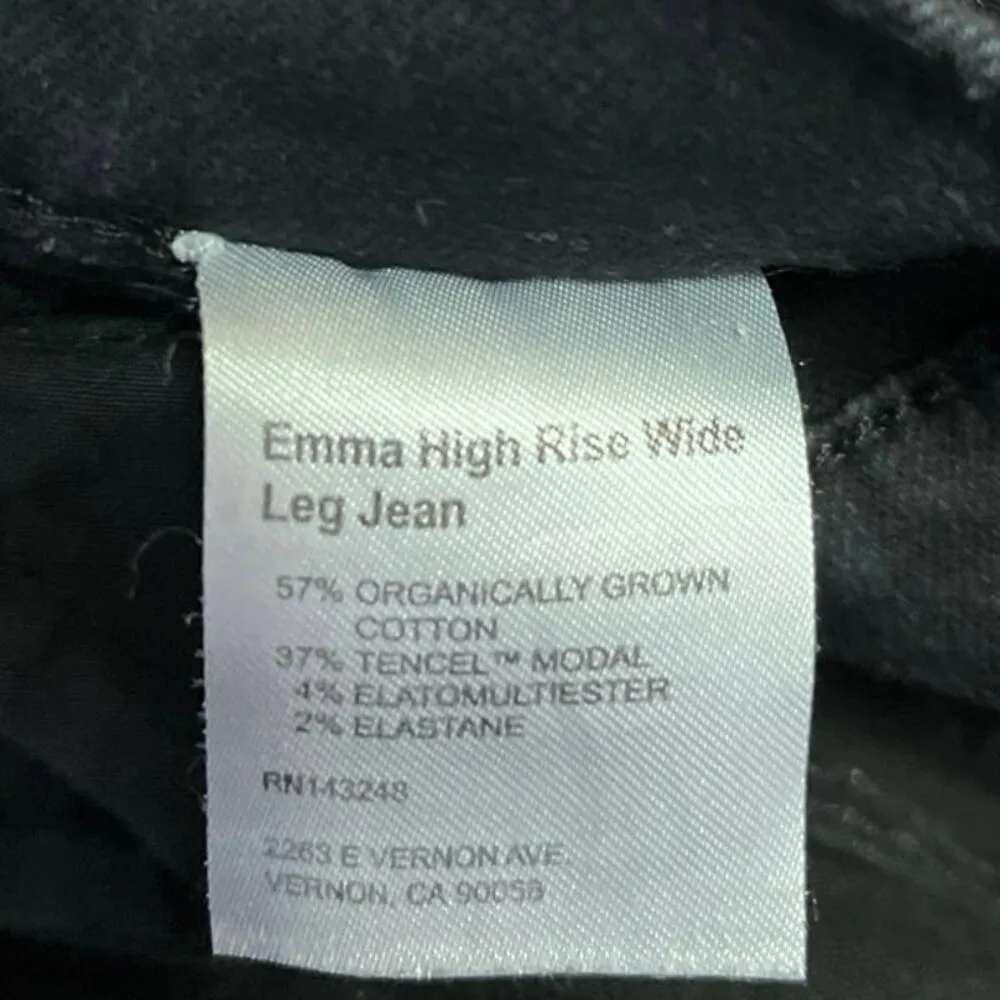 Emma High Rise Wide
Leg Jean
57% ORGANICALLY GROWN
COTTON
37% TENCEL™ MODAL
4% ELATOMULTIESTER
2% ELASTANE
RN143248
2263 E VERNON AVE.
VERNON, CA 90058